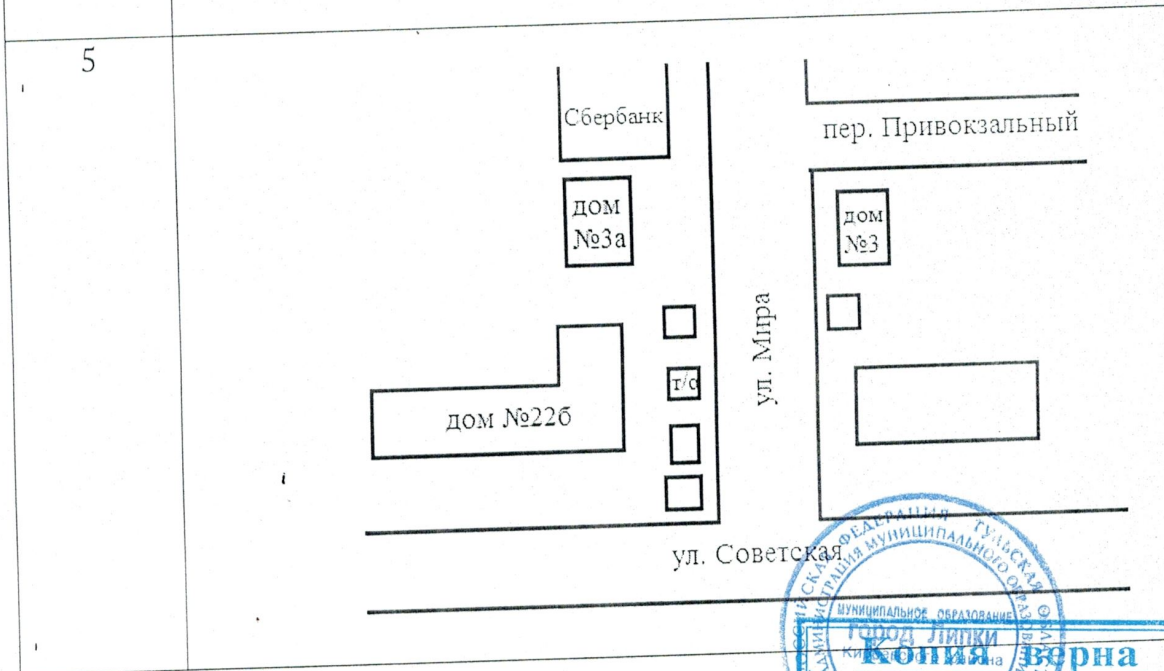 5
Сбербанк
пер. Привокзальный
дом
№3а
дом
№3
ул. Мира
т/о
дом №22б
ул. Советская
МУНИЦИПАЛЬНОЕ ОБРАЗОВАНИЕ
город Липки
Копия верна